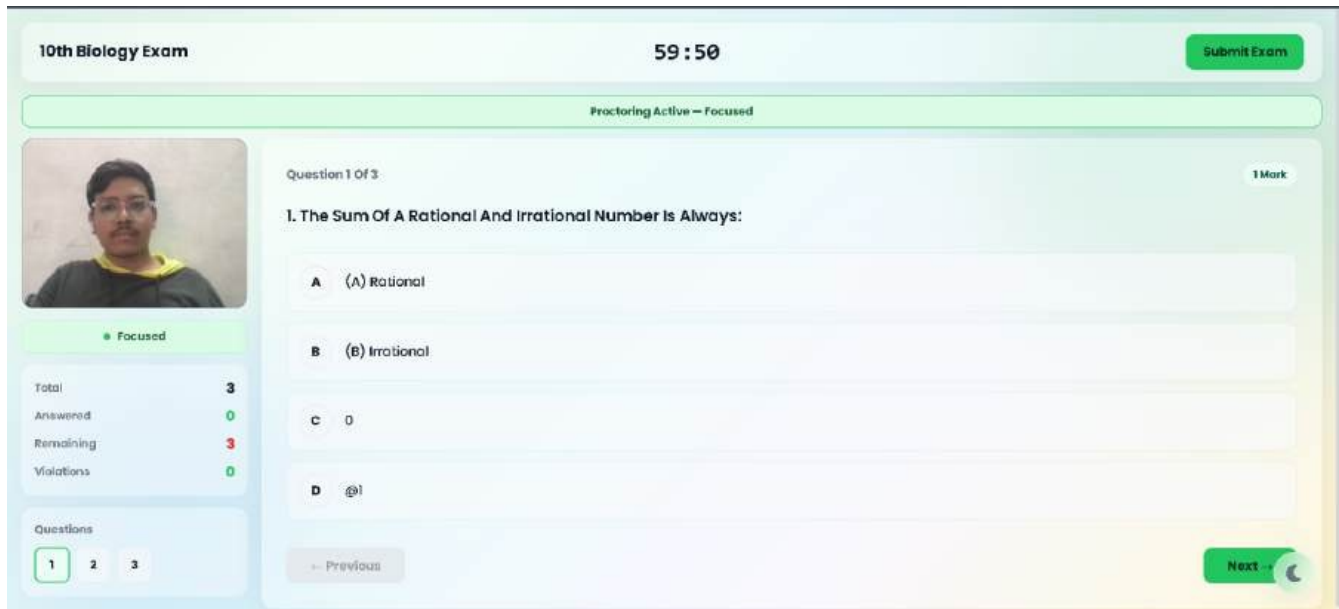 10th Biology Exam
59:50
Submit Exam
Proctoring Active — Focused
Question 1 Of 3
1 Mark
1. The Sum Of A Rational And Irrational Number Is Always:
A (A) Rational
B (B) Irrational
C 0
D @1
← Previous
Next →
Focused
Total 3
Answered 0
Remaining 3
Violations 0
Questions
1 2 3